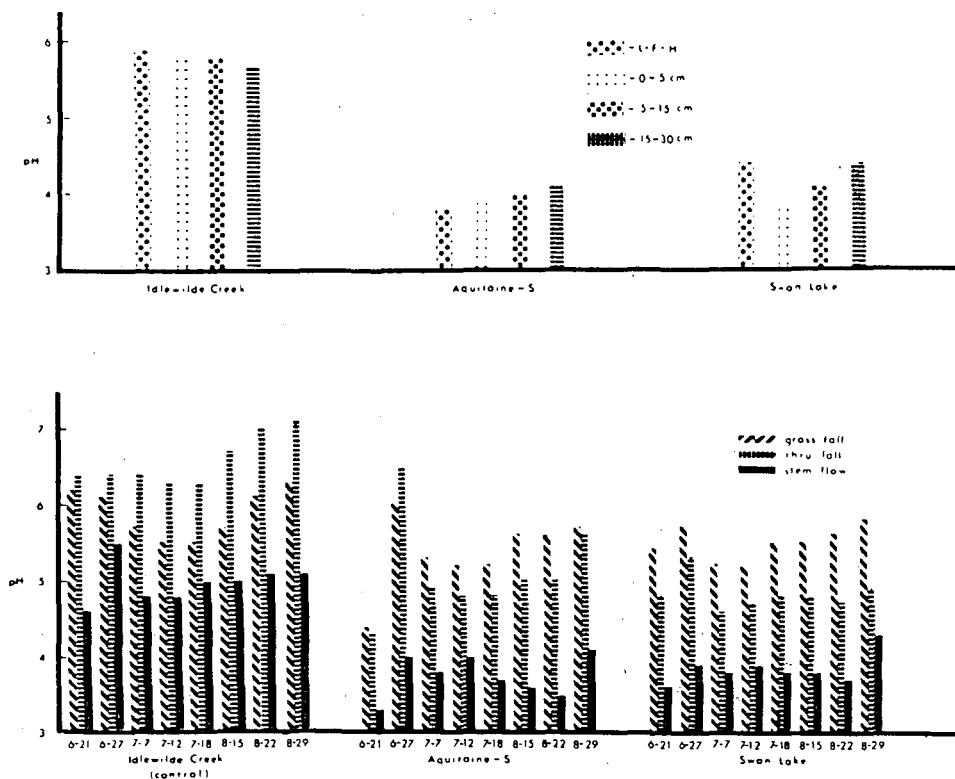 6
-L-F-H
-0-5 cm
5
-5-15 cm
-15-30 cm
pH
4
3
Idlewilde Creek Aquitaine-S Swan Lake
7
gross fall
thru fall
stem flow
6
5
pH
4
3
6-21 6-27 7-7 7-12 7-18 8-15 8-22 8-29 6-21 6-27 7-7 7-12 7-18 8-15 8-22 8-29 6-21 6-27 7-7 7-12 7-18 8-15 8-22 8-29
Idlewilde Creek Aquitaine-S Swan Lake
(control)